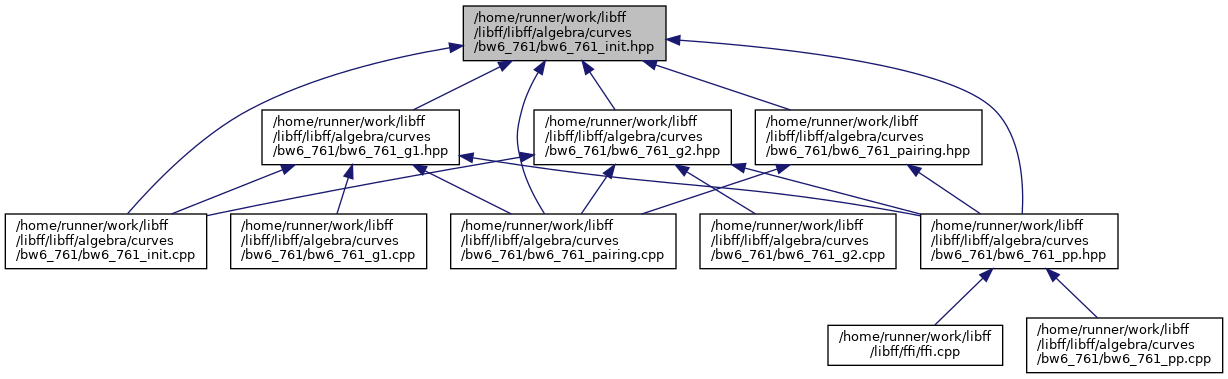 /home/runner/work/libff
/libff/libff/algebra/curves
/bw6_761/bw6_761_init.hpp
/home/runner/work/libff
/libff/libff/algebra/curves
/bw6_761/bw6_761_g1.hpp
/home/runner/work/libff
/libff/libff/algebra/curves
/bw6_761/bw6_761_g2.hpp
/home/runner/work/libff
/libff/libff/algebra/curves
/bw6_761/bw6_761_pairing.hpp
/home/runner/work/libff
/libff/libff/algebra/curves
/bw6_761/bw6_761_init.cpp
/home/runner/work/libff
/libff/libff/algebra/curves
/bw6_761/bw6_761_g1.cpp
/home/runner/work/libff
/libff/libff/algebra/curves
/bw6_761/bw6_761_pairing.cpp
/home/runner/work/libff
/libff/libff/algebra/curves
/bw6_761/bw6_761_g2.cpp
/home/runner/work/libff
/libff/libff/algebra/curves
/bw6_761/bw6_761_pp.hpp
/home/runner/work/libff
/libff/ffi/ffi.cpp
/home/runner/work/libff
/libff/libff/algebra/curves
/bw6_761/bw6_761_pp.cpp